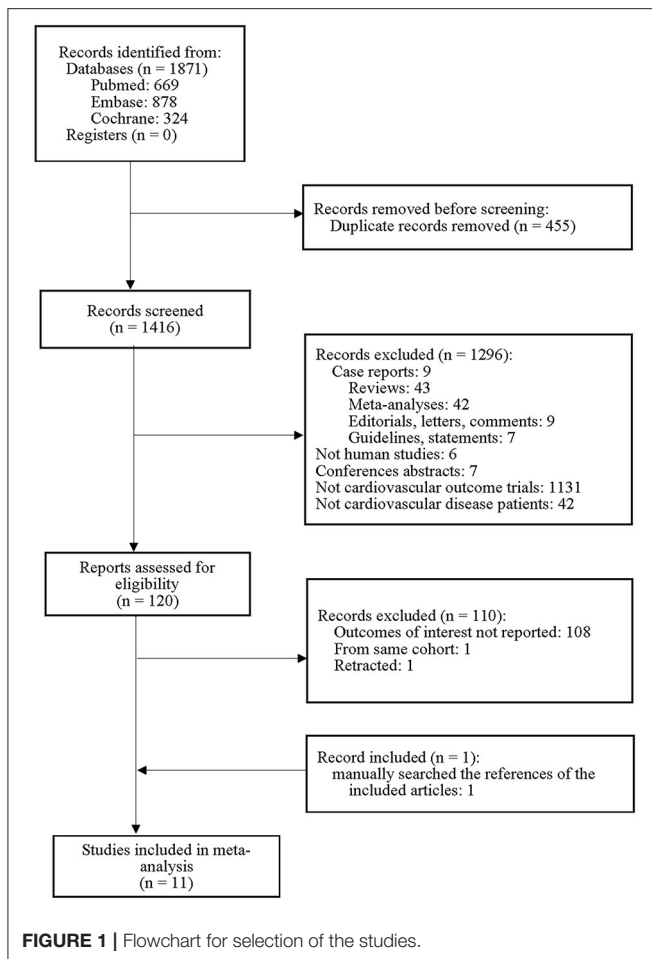 Records identified from:
Databases (n = 1871)
Pubmed: 669
Embase: 878
Cochrane: 324
Registers (n = 0)
Records removed before screening:
Duplicate records removed (n = 455)
Records screened
(n = 1416)
Records excluded (n = 1296):
Case reports: 9
Reviews: 43
Meta-analyses: 42
Editorials, letters, comments: 9
Guidelines, statements: 7
Not human studies: 6
Conferences abstracts: 7
Not cardiovascular outcome trials: 1131
Not cardiovascular disease patients: 42
Reports assessed for
eligibility
(n = 120)
Records excluded (n = 110):
Outcomes of interest not reported: 108
From same cohort: 1
Retracted: 1
Record included (n = 1):
manually searched the references of the
included articles: 1
Studies included in meta-
analysis
(n = 11)
FIGURE 1 | Flowchart for selection of the studies.